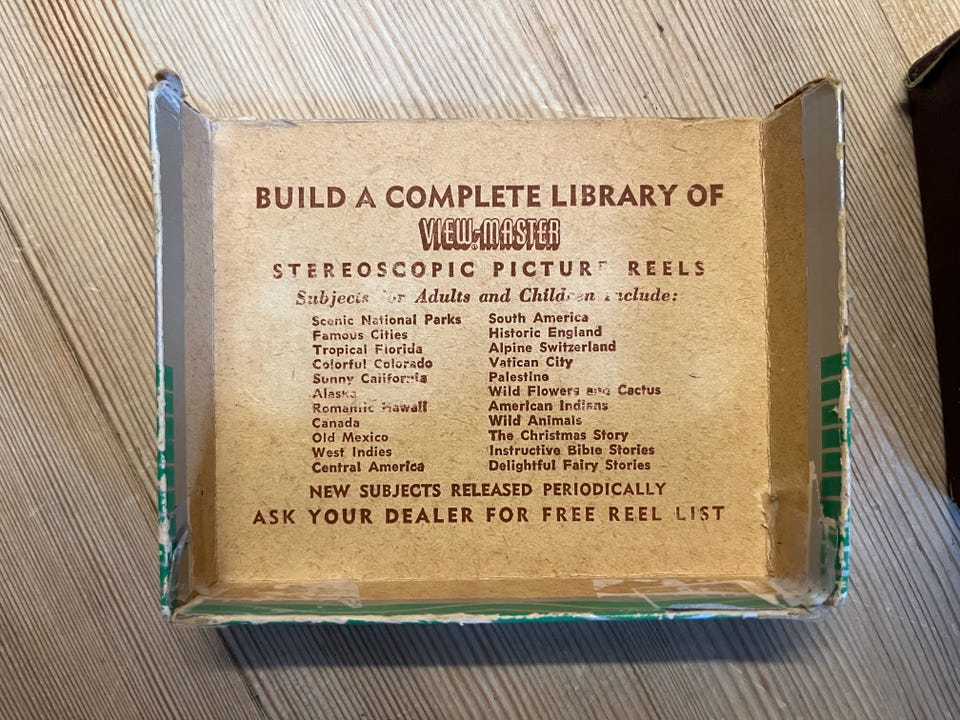 BUILD A COMPLETE LIBRARY OF
VIEW-MASTER
STEREOSCOPIC PICTURE REELS
Subjects for Adults and Children include:
Scenic National Parks
Famous Cities
Tropical Florida
Colorful Colorado
Sunny California
Alaska
Romantic Hawaii
Canada
Old Mexico
West Indies
Central America
South America
Historic England
Alpine Switzerland
Vatican City
Palestine
Wild Flowers and Cactus
American Indians
Wild Animals
The Christmas Story
Instructive Bible Stories
Delightful Fairy Stories
NEW SUBJECTS RELEASED PERIODICALLY
ASK YOUR DEALER FOR FREE REEL LIST